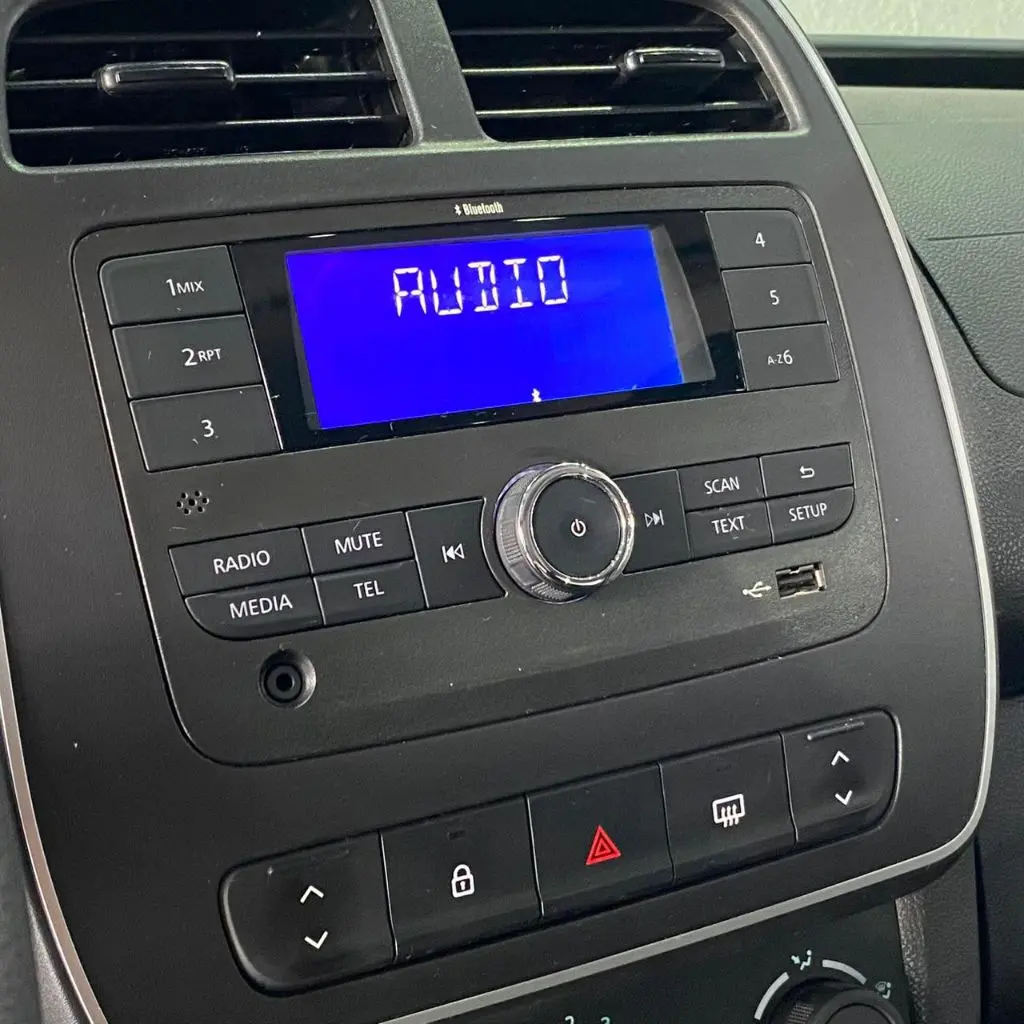 Bluetooth
1MIX
AUDIO
4
2RPT
5
3
A-Z6
RADIO
MUTE
SCAN
MEDIA
TEL
TEXT
SETUP